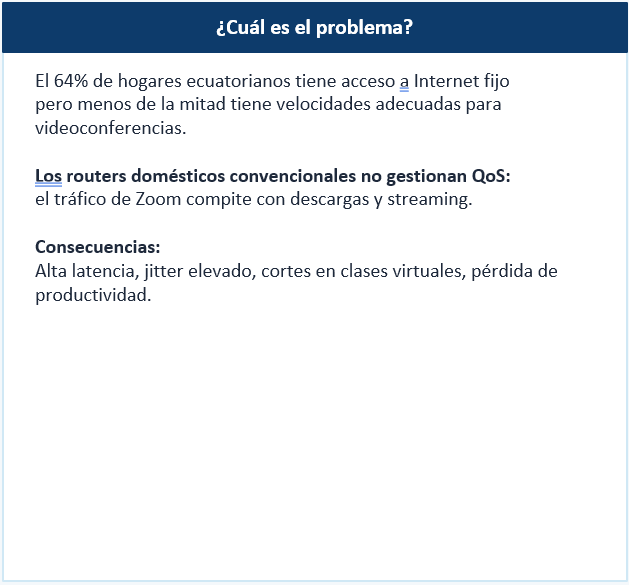 ¿Cuál es el problema?
El 64% de hogares ecuatorianos tiene acceso a Internet fijo
pero menos de la mitad tiene velocidades adecuadas para
videoconferencias.
Los routers domésticos convencionales no gestionan QoS:
el tráfico de Zoom compite con descargas y streaming.
Consecuencias:
Alta latencia, jitter elevado, cortes en clases virtuales, pérdida de
productividad.